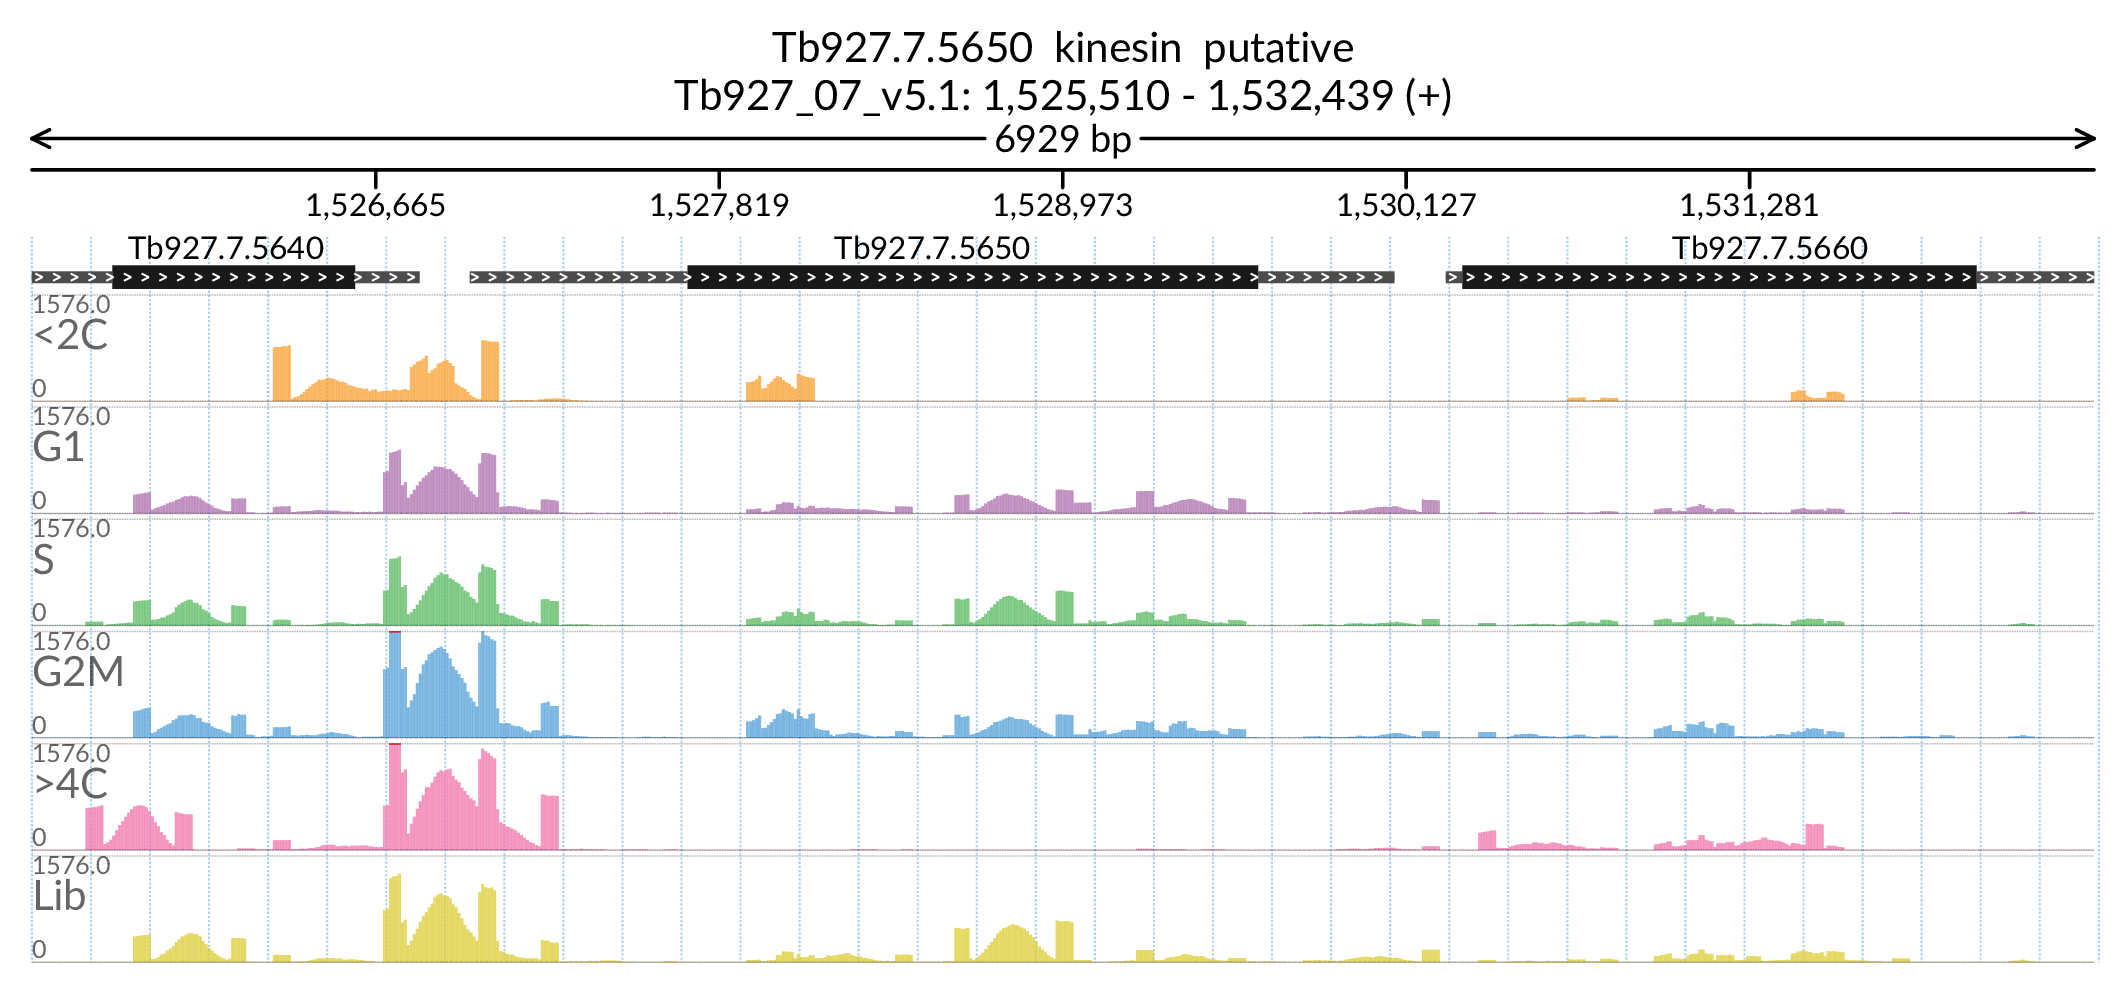 Tb927.7.5650 kinesin putative
Tb927_07_v5.1: 1,525,510 - 1,532,439 (+)
6929 bp
1,526,665 1,527,819 1,528,973 1,530,127 1,531,281
Tb927.7.5640 Tb927.7.5650 Tb927.7.5660
1576.0
<2C
0
1576.0
G1
0
1576.0
S
0
1576.0
G2M
0
1576.0
>4C
0
1576.0
Lib
0